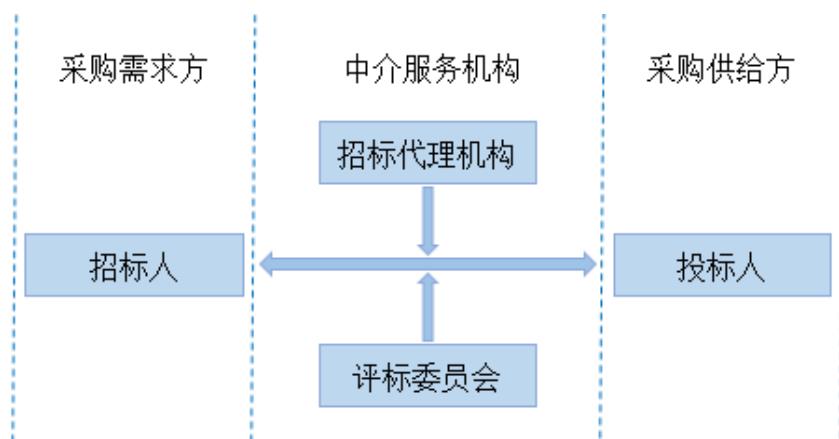 采购需求方
中介服务机构
采购供给方
招标代理机构
招标人
投标人
评标委员会